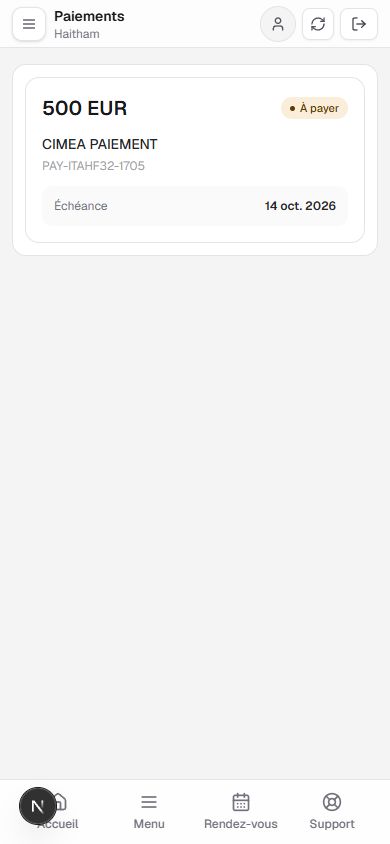 Paiements
Haitham
500 EUR
À payer
CIMEA PAIEMENT
PAY-ITAHF32-1705
Échéance
14 oct. 2026
N
Accueil
Menu
Rendez-vous
Support